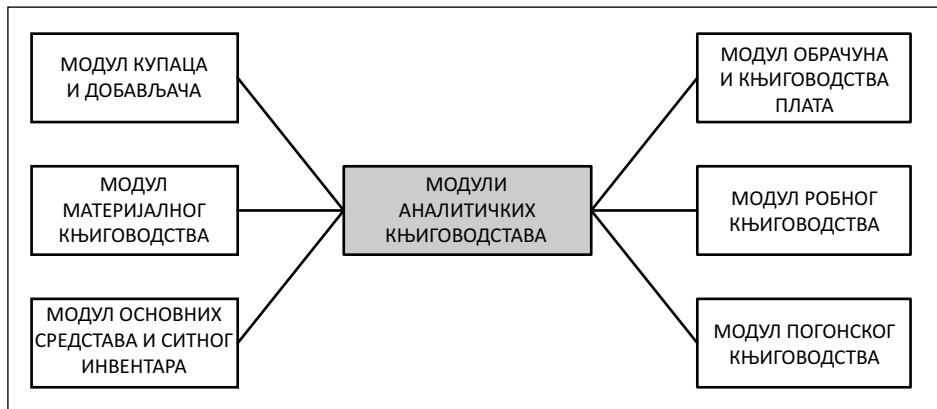 МОДУЛ КУПАЦА
И ДОБАВЉАЧА
МОДУЛ
МАТЕРИЈАЛНОГ
КЊИГОВОДСТВА
МОДУЛ ОСНОВНИХ
СРЕДСТАВА И СИТНОГ
ИНВЕНТАРА
МОДУЛИ
АНАЛИТИЧКИХ
КЊИГОВОДСТАВА
МОДУЛ ОБРАЧУНА
И КЊИГОВОДСТВА
ПЛАТА
МОДУЛ РОБНОГ
КЊИГОВОДСТВА
МОДУЛ ПОГОНСКОГ
КЊИГОВОДСТВА